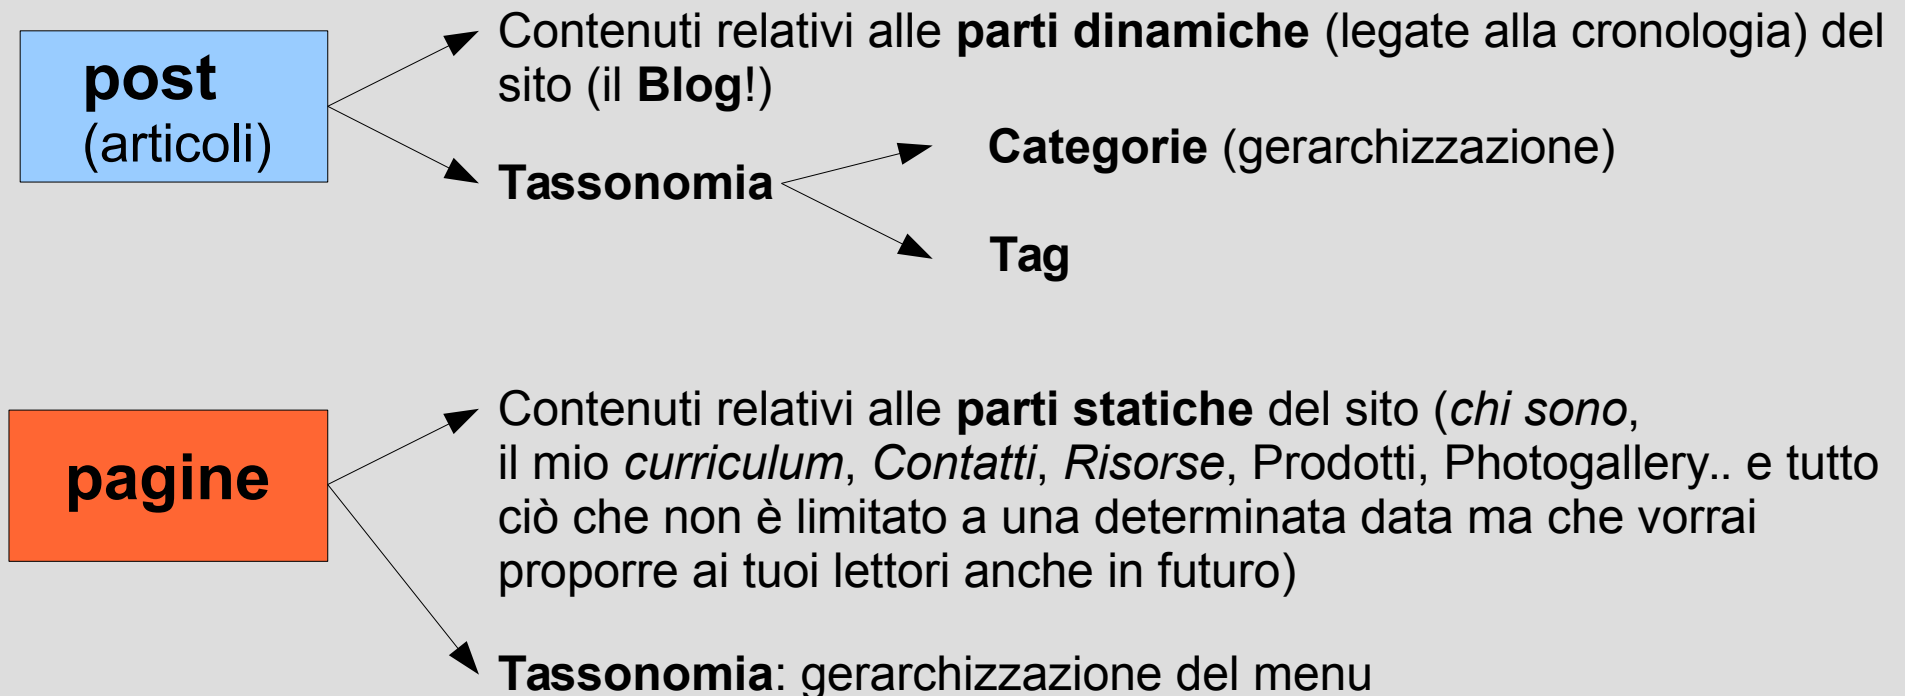 post
(articoli)
Contenuti relativi alle parti dinamiche (legate alla cronologia) del
sito (il Blog!)
Tassonomia
Categorie (gerarchizzazione)
Tag
pagine
Contenuti relativi alle parti statiche del sito (chi sono,
il mio curriculum, Contatti, Risorse, Prodotti, Photogallery.. e tutto
ciò che non è limitato a una determinata data ma che vorrai
proporre ai tuoi lettori anche in futuro)
Tassonomia: gerarchizzazione del menu